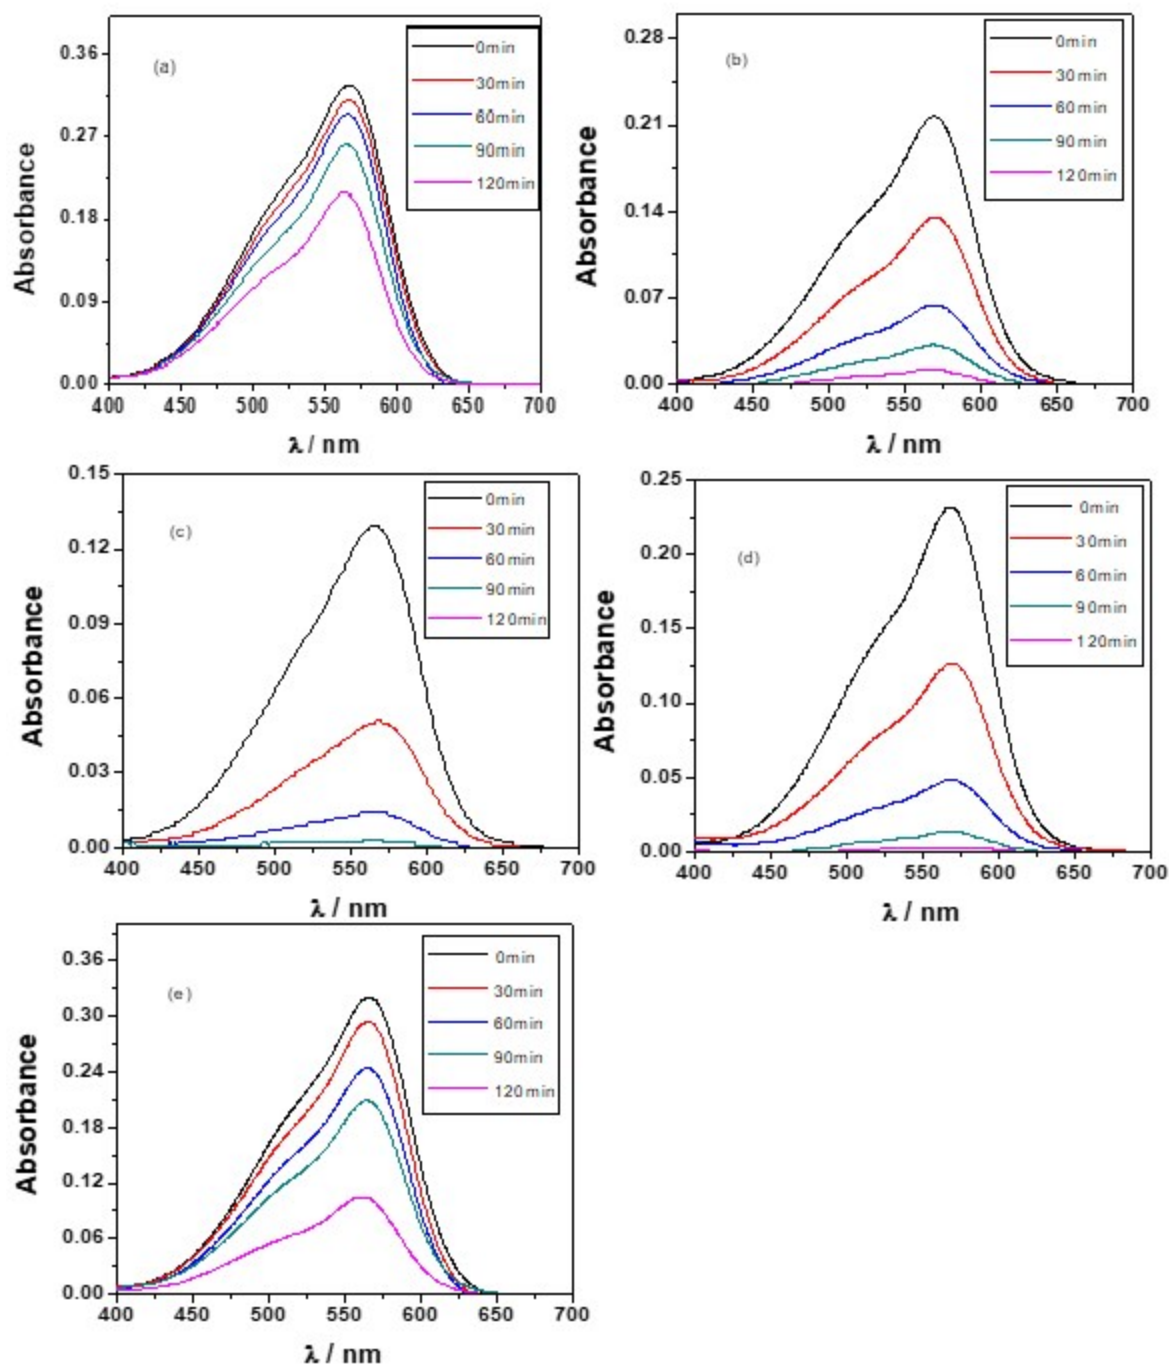 (a)
0min
30min
60min
90min
120min
0.36
0.27
0.18
0.09
0.00
Absorbance
400 450 500 550 600 650 700
λ / nm
(b)
0min
30min
60min
90min
120min
0.28
0.21
0.14
0.07
0.00
Absorbance
400 450 500 550 600 650 700
λ / nm
(c)
0min
30min
60min
90min
120min
0.15
0.12
0.09
0.06
0.03
0.00
Absorbance
400 450 500 550 600 650 700
λ / nm
(d)
0min
30min
60min
90min
120min
0.25
0.20
0.15
0.10
0.05
0.00
Absorbance
400 450 500 550 600 650 700
λ / nm
(e)
0min
30min
60min
90min
120min
0.36
0.30
0.24
0.18
0.12
0.06
0.00
Absorbance
400 450 500 550 600 650 700
λ / nm